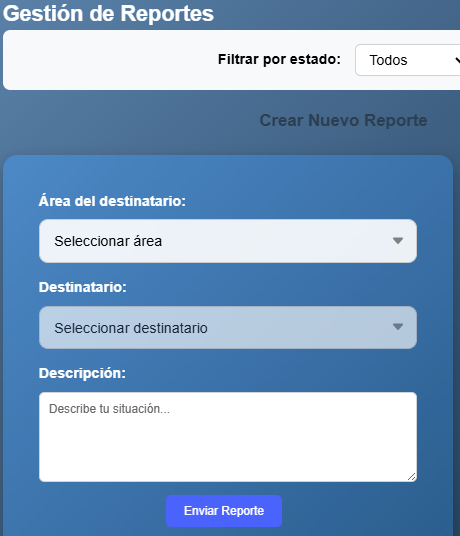 Gestión de Reportes
Filtrar por estado: Todos
Crear Nuevo Reporte
Área del destinatario:
Seleccionar área
Destinatario:
Seleccionar destinatario
Descripción:
Describe tu situación...
Enviar Reporte